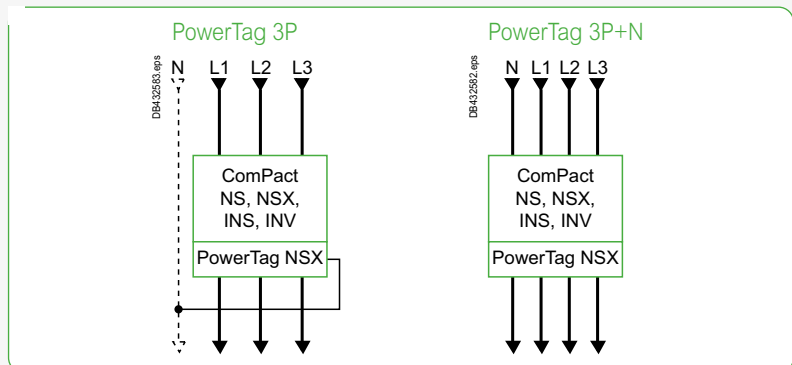 PowerTag 3P
DB432583.eps
N L1 L2 L3
ComPact
NS, NSX,
INS, INV
PowerTag NSX
PowerTag 3P+N
DB432582.eps
N L1 L2 L3
ComPact
NS, NSX,
INS, INV
PowerTag NSX